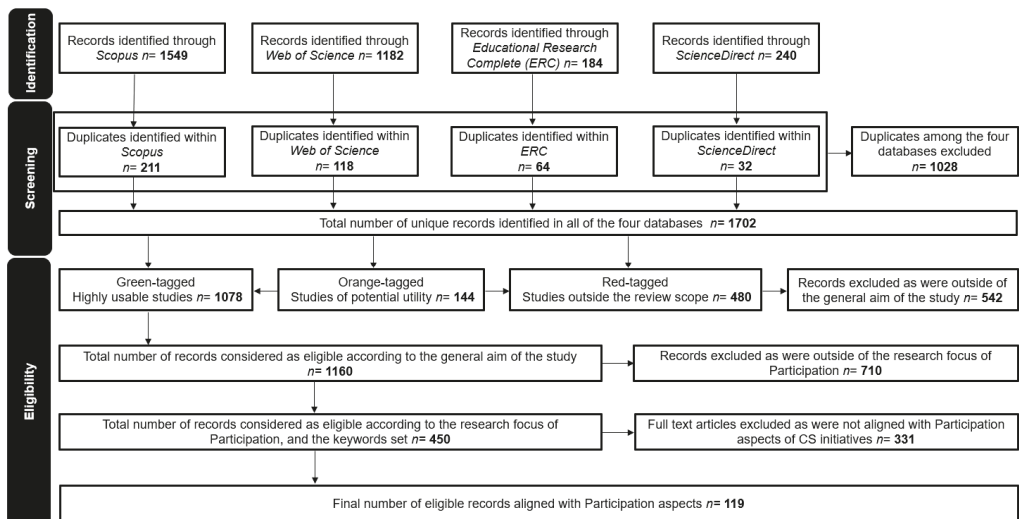 Identification
Records identified through
Scopus n= 1549
Records identified through
Web of Science n= 1182
Records identified through
Educational Research
Complete (ERC) n= 184
Records identified through
ScienceDirect n= 240
Screening
Duplicates identified within
Scopus
n= 211
Duplicates identified within
Web of Science
n= 118
Duplicates identified within
ERC
n= 64
Duplicates identified within
ScienceDirect
n= 32
Duplicates among the four
databases excluded
n= 1028
Total number of unique records identified in all of the four databases n= 1702
Eligibility
Green-tagged
Highly usable studies n= 1078
Orange-tagged
Studies of potential utility n= 144
Red-tagged
Studies outside the review scope n= 480
Records excluded as were outside of
the general aim of the study n= 542
Total number of records considered as eligible according to the general aim of the study
n= 1160
Records excluded as were outside of the research focus of
Participation n= 710
Total number of records considered as eligible according to the research focus of
Participation, and the keywords set n= 450
Full text articles excluded as were not aligned with Participation
aspects of CS initiatives n= 331
Final number of eligible records aligned with Participation aspects n= 119